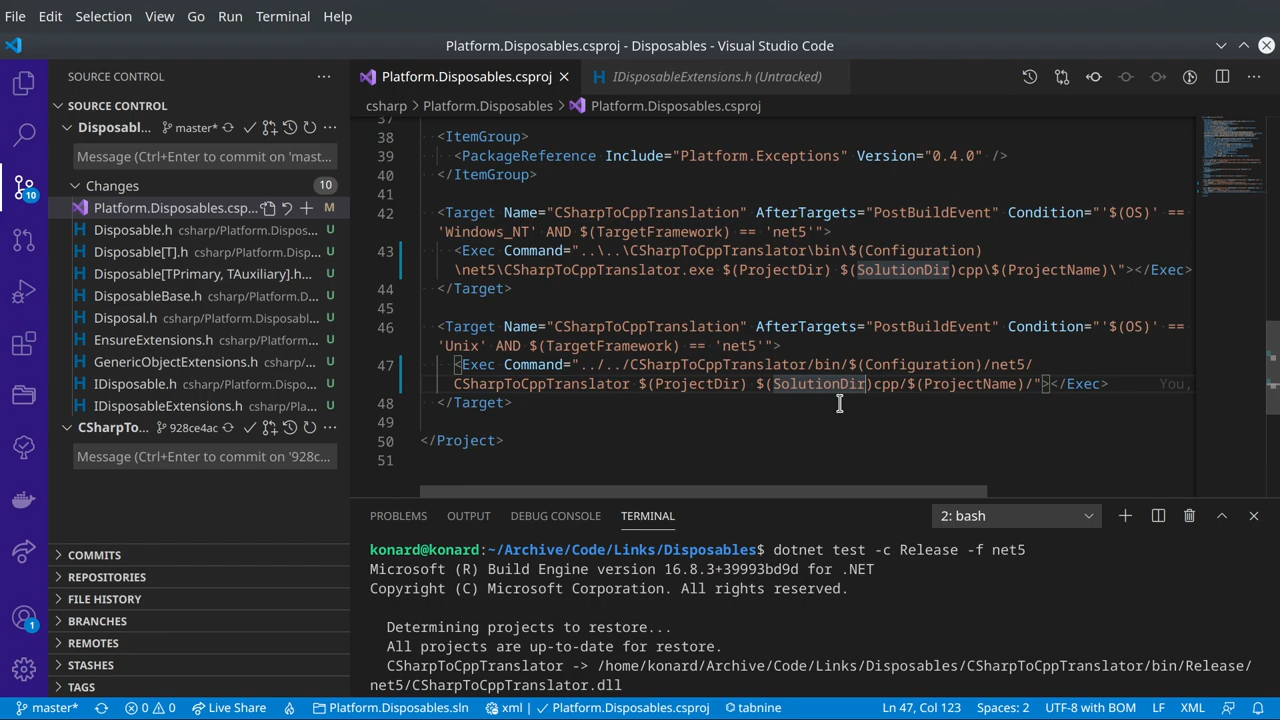 File Edit Selection View Go Run Terminal Help
Platform.Disposables.csproj - Disposables - Visual Studio Code
SOURCE CONTROL
Platform.Disposables.csproj
IDisposableExtensions.h (Untracked)
csharp > Platform.Disposables > Platform.Disposables.csproj
SOURCE CONTROL
Disposabl... master*
Message (Ctrl+Enter to commit on 'mast...
Changes 10
Platform.Disposables.csp... M
Disposable.h csharp/Platform.Dispos... U
Disposable[T].h csharp/Platform.Dis... U
Disposable[TPrimary, TAuxiliary].h... U
DisposableBase.h csharp/Platform.D... U
Disposal.h csharp/Platform.Disposabl... U
EnsureExtensions.h csharp/Platform... U
GenericObjectExtensions.h csharp/... U
IDisposable.h csharp/Platform.Dispo... U
IDisposableExtensions.h csharp/Plat... U
CSharpTo... 928ce4ac
Message (Ctrl+Enter to commit on '928c...
COMMITS
REPOSITORIES
FILE HISTORY
BRANCHES
REMOTES
STASHES
TAGS
10
1
37
38 <ItemGroup>
39 <PackageReference Include="Platform.Exceptions" Version="0.4.0" />
40 </ItemGroup>
41
42 <Target Name="CSharpToCppTranslation" AfterTargets="PostBuildEvent" Condition="'$(OS)' ==
'Windows_NT' AND $(TargetFramework) == 'net5'">
43 <Exec Command="..\..\CSharpToCppTranslator\bin\$(Configuration)
\net5\CSharpToCppTranslator.exe $(ProjectDir) $(SolutionDir)cpp\$(ProjectName)\"></Exec>
44 </Target>
45
46 <Target Name="CSharpToCppTranslation" AfterTargets="PostBuildEvent" Condition="'$(OS)' ==
'Unix' AND $(TargetFramework) == 'net5'">
47 <Exec Command="../../CSharpToCppTranslator/bin/$(Configuration)/net5/
CSharpToCppTranslator $(ProjectDir) $(SolutionDir)cpp/$(ProjectName)/"></Exec> You,
48 </Target>
49
50 </Project>
51
PROBLEMS OUTPUT DEBUG CONSOLE TERMINAL
2: bash
konard@konard:~/Archive/Code/Links/Disposables$ dotnet test -c Release -f net5
Microsoft (R) Build Engine version 16.8.3+39993bd9d for .NET
Copyright (C) Microsoft Corporation. All rights reserved.
Determining projects to restore...
All projects are up-to-date for restore.
CSharpToCppTranslator -> /home/konard/Archive/Code/Links/Disposables/CSharpToCppTranslator/bin/Release/
net5/CSharpToCppTranslator.dll
master* 0 0 Live Share Platform.Disposables.sln xml Platform.Disposables.csproj tabnine Ln 47, Col 123 Spaces: 2 UTF-8 with BOM LF XML